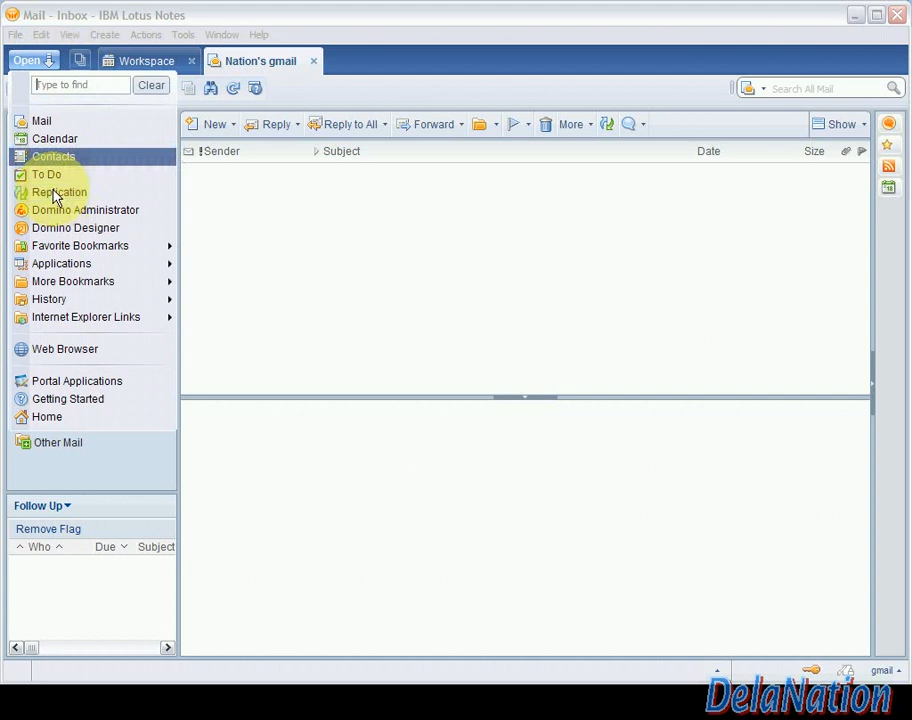 Mail - Inbox - IBM Lotus Notes
File Edit View Create Actions Tools Window Help
Open Workspace Nation's gmail
Type to find Clear Search All Mail
Mail
Calendar
Contacts
To Do
Replication
Domino Administrator
Domino Designer
Favorite Bookmarks
Applications
More Bookmarks
History
Internet Explorer Links
Web Browser
Portal Applications
Getting Started
Home
Other Mail
New Reply Reply to All Forward More Show
! Sender Subject Date Size
Follow Up
Remove Flag
Who Due Subject
gmail
DelaNation